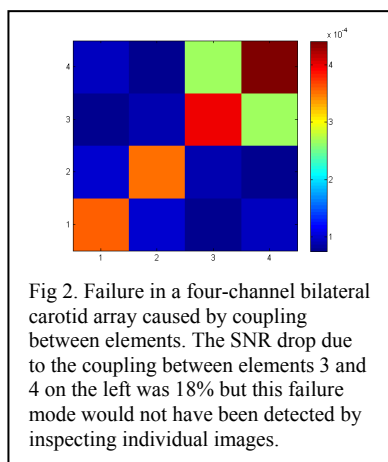 x 10-4
4
3
2
1
1 2 3 4
4
3
2
1
Fig 2. Failure in a four-channel bilateral
carotid array caused by coupling
between elements. The SNR drop due
to the coupling between elements 3 and
4 on the left was 18% but this failure
mode would not have been detected by
inspecting individual images.